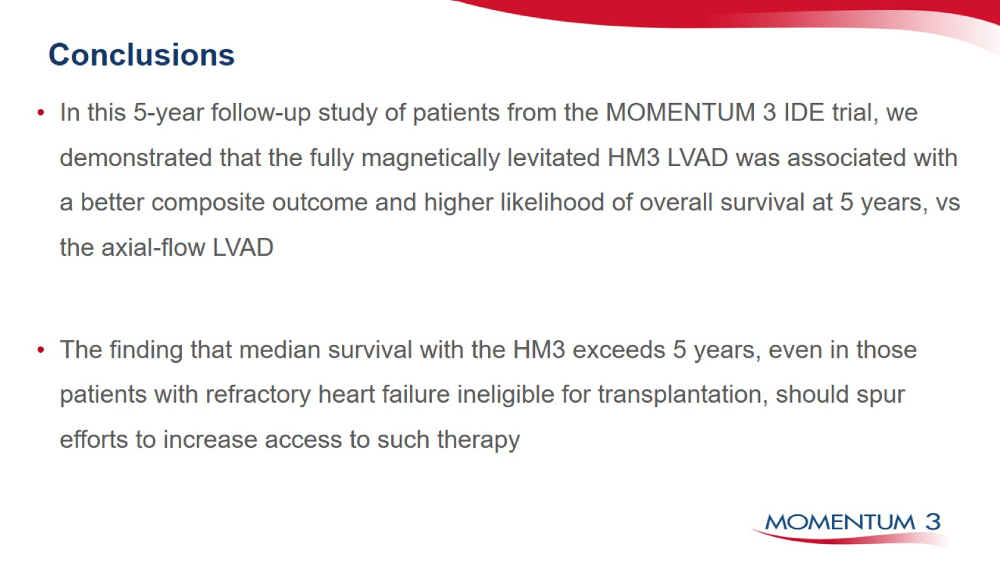 Conclusions
• In this 5-year follow-up study of patients from the MOMENTUM 3 IDE trial, we
demonstrated that the fully magnetically levitated HM3 LVAD was associated with
a better composite outcome and higher likelihood of overall survival at 5 years, vs
the axial-flow LVAD
• The finding that median survival with the HM3 exceeds 5 years, even in those
patients with refractory heart failure ineligible for transplantation, should spur
efforts to increase access to such therapy
MOMENTUM 3